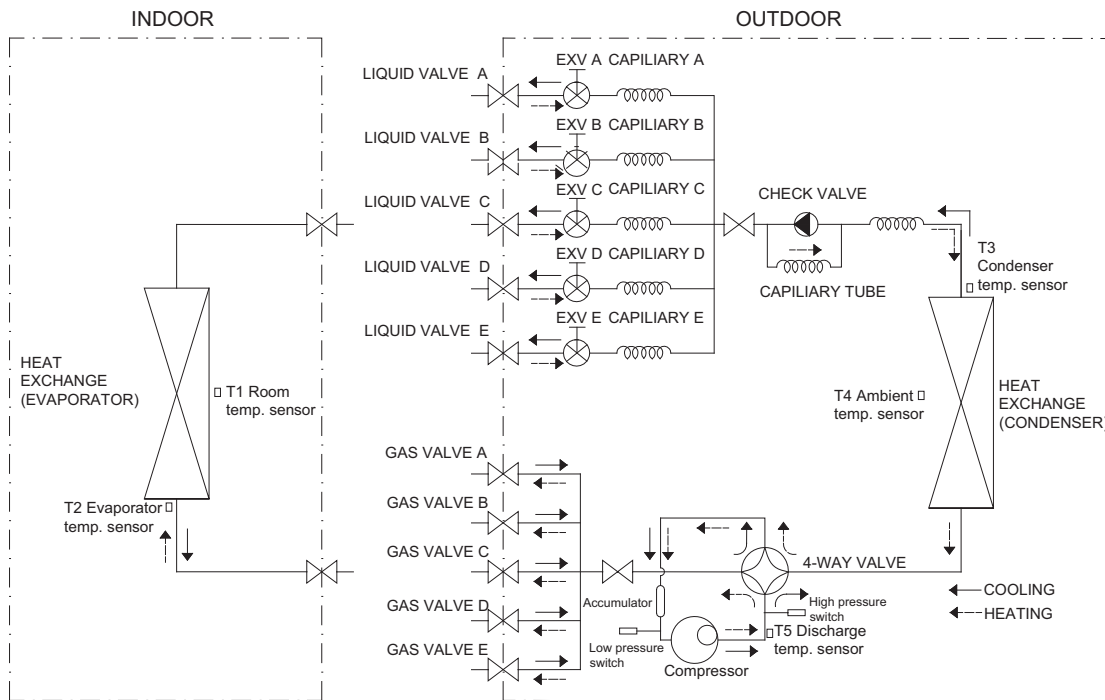 INDOOR
OUTDOOR
LIQUID VALVE A
EXV A CAPILIARY A
LIQUID VALVE B
EXV B CAPILIARY B
LIQUID VALVE C
EXV C CAPILIARY C
LIQUID VALVE D
EXV D CAPILIARY D
LIQUID VALVE E
EXV E CAPILIARY E
CHECK VALVE
CAPILIARY TUBE
T3
Condenser
temp. sensor
HEAT
EXCHANGE
(EVAPORATOR)
T1 Room
temp. sensor
T2 Evaporator
temp. sensor
T4 Ambient
temp. sensor
HEAT
EXCHANGE
(CONDENSER)
GAS VALVE A
GAS VALVE B
GAS VALVE C
GAS VALVE D
GAS VALVE E
4-WAY VALVE
Accumulator
High pressure
switch
Low pressure
switch
Compressor
T5 Discharge
temp. sensor
COOLING
HEATING